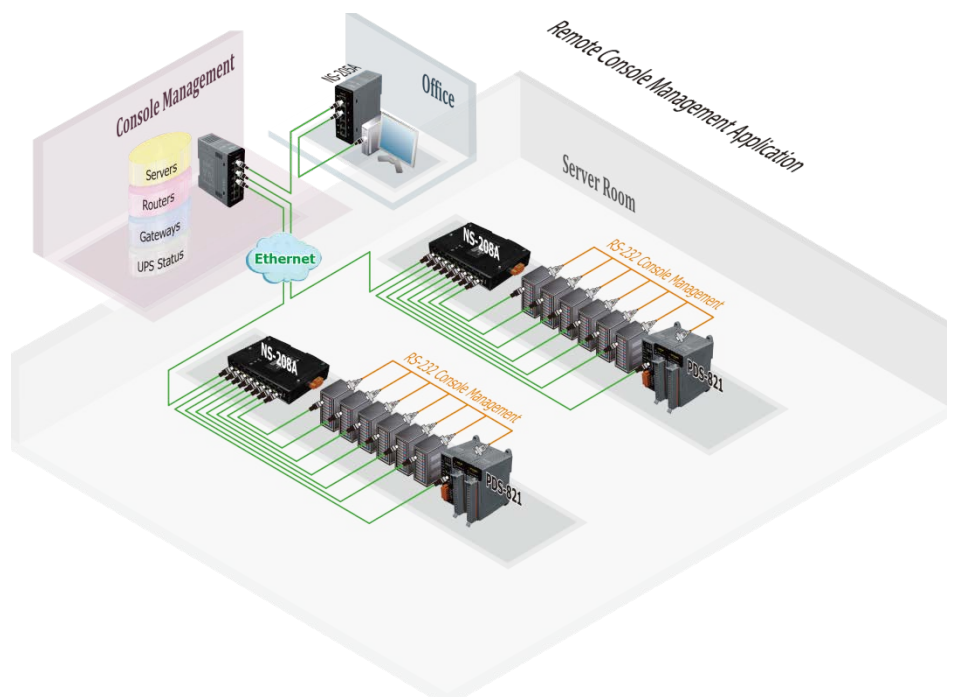 Remote Console Management Application
Console Management
Servers
Routers
Gateways
UPS Status
NS-205A
Office
Ethernet
Server Room
NS-208A
RS-232 Console Management
PDS-821
NS-208A
RS-232 Console Management
PDS-821